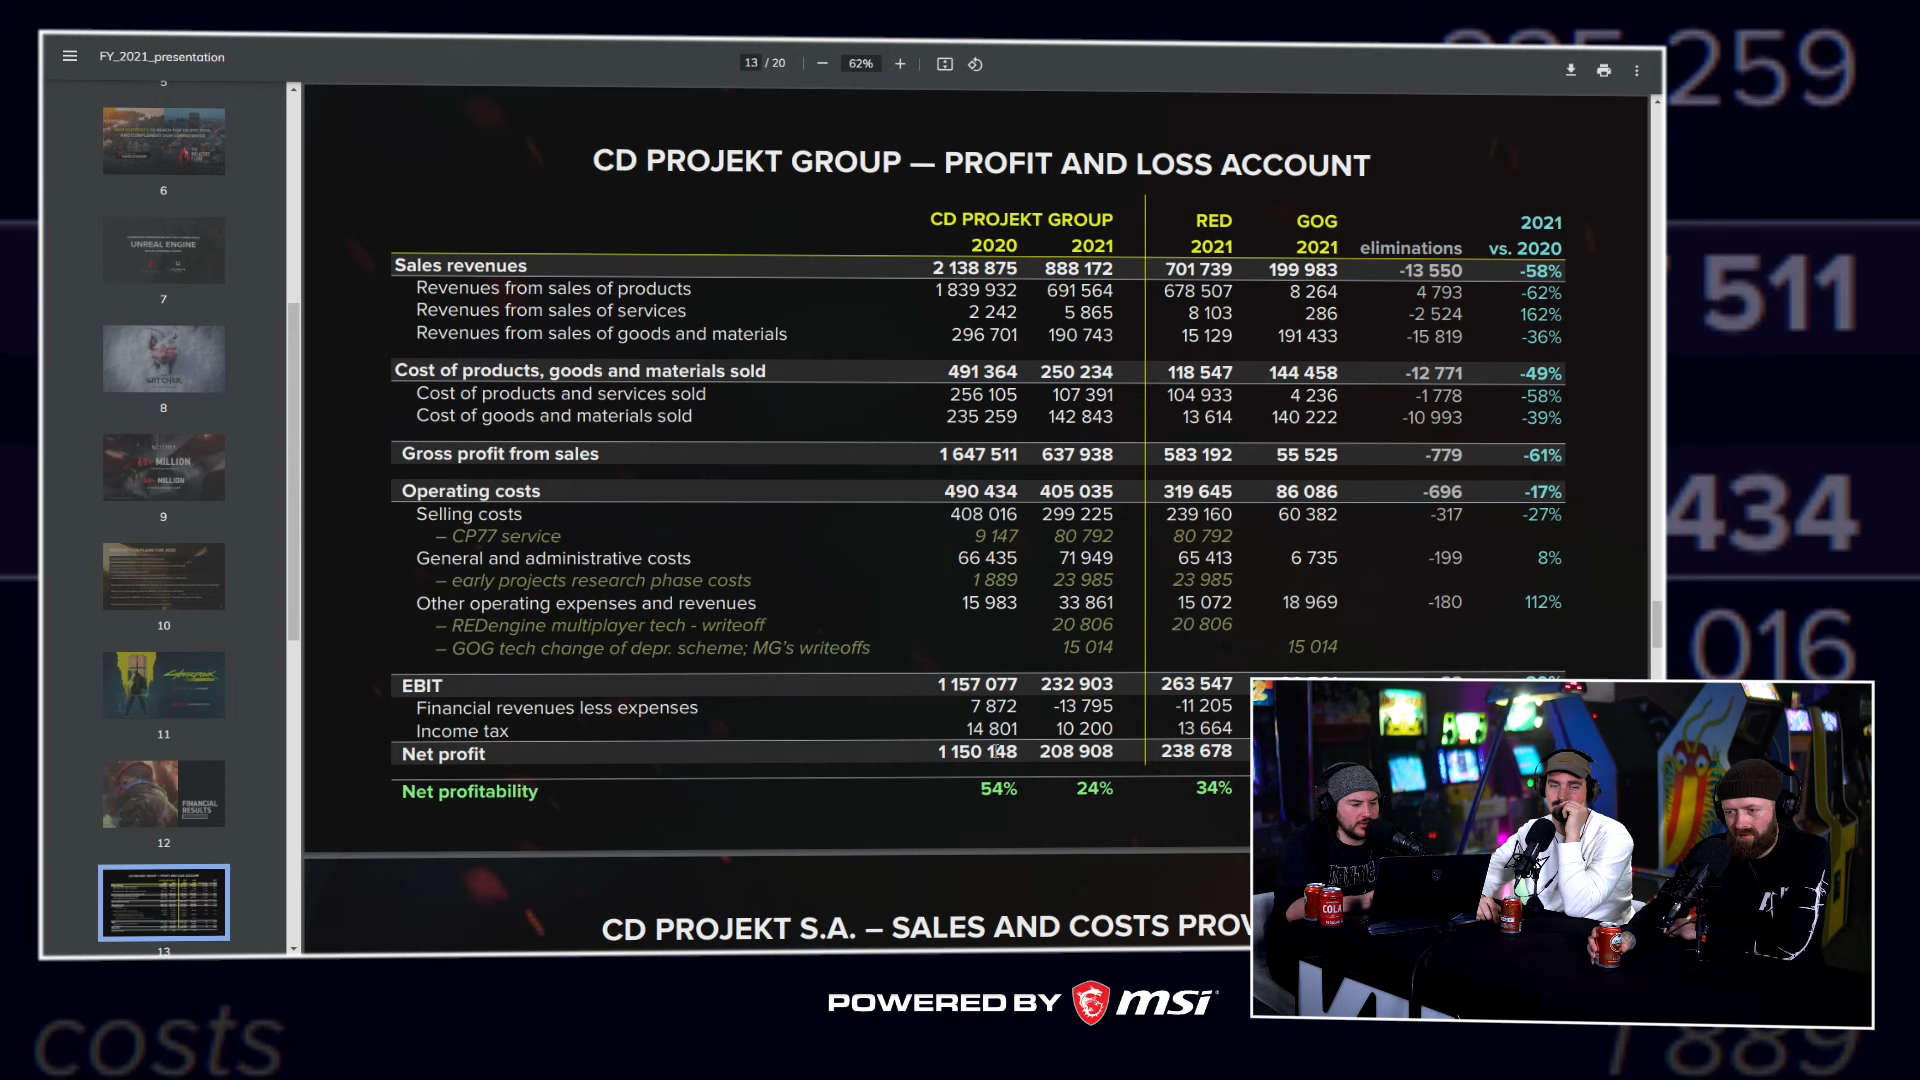 FY_2021_presentation
13 / 20
62%
259
511
434
016
costs
1 889
5
6
UNREAL ENGINE
7
WITCHER
8
MILLION
MILLION
9
10
CYBERPUNK
11
FINANCIAL
RESULTS
12
13
CD PROJEKT GROUP — PROFIT AND LOSS ACCOUNT
CD PROJEKT GROUP RED GOG 2021
2020 2021 2021 2021 eliminations vs. 2020
Sales revenues 2 138 875 888 172 701 739 199 983 -13 550 -58%
Revenues from sales of products 1 839 932 691 564 678 507 8 264 4 793 -62%
Revenues from sales of services 2 242 5 865 8 103 286 -2 524 162%
Revenues from sales of goods and materials 296 701 190 743 15 129 191 433 -15 819 -36%
Cost of products, goods and materials sold 491 364 250 234 118 547 144 458 -12 771 -49%
Cost of products and services sold 256 105 107 391 104 933 4 236 -1 778 -58%
Cost of goods and materials sold 235 259 142 843 13 614 140 222 -10 993 -39%
Gross profit from sales 1 647 511 637 938 583 192 55 525 -779 -61%
Operating costs 490 434 405 035 319 645 86 086 -696 -17%
Selling costs 408 016 299 225 239 160 60 382 -317 -27%
– CP77 service 9 147 80 792 80 792
General and administrative costs 66 435 71 949 65 413 6 735 -199 8%
– early projects research phase costs 1 889 23 985 23 985
Other operating expenses and revenues 15 983 33 861 15 072 18 969 -180 112%
– REDengine multiplayer tech - writeoff 20 806 20 806
– GOG tech change of depr. scheme; MG's writeoffs 15 014 15 014
EBIT 1 157 077 232 903 263 547
Financial revenues less expenses 7 872 -13 795 -11 205
Income tax 14 801 10 200 13 664
Net profit 1 150 148 208 908 238 678
Net profitability 54% 24% 34%
CD PROJEKT S.A. – SALES AND COSTS PROV
COLA
POWERED BY msi